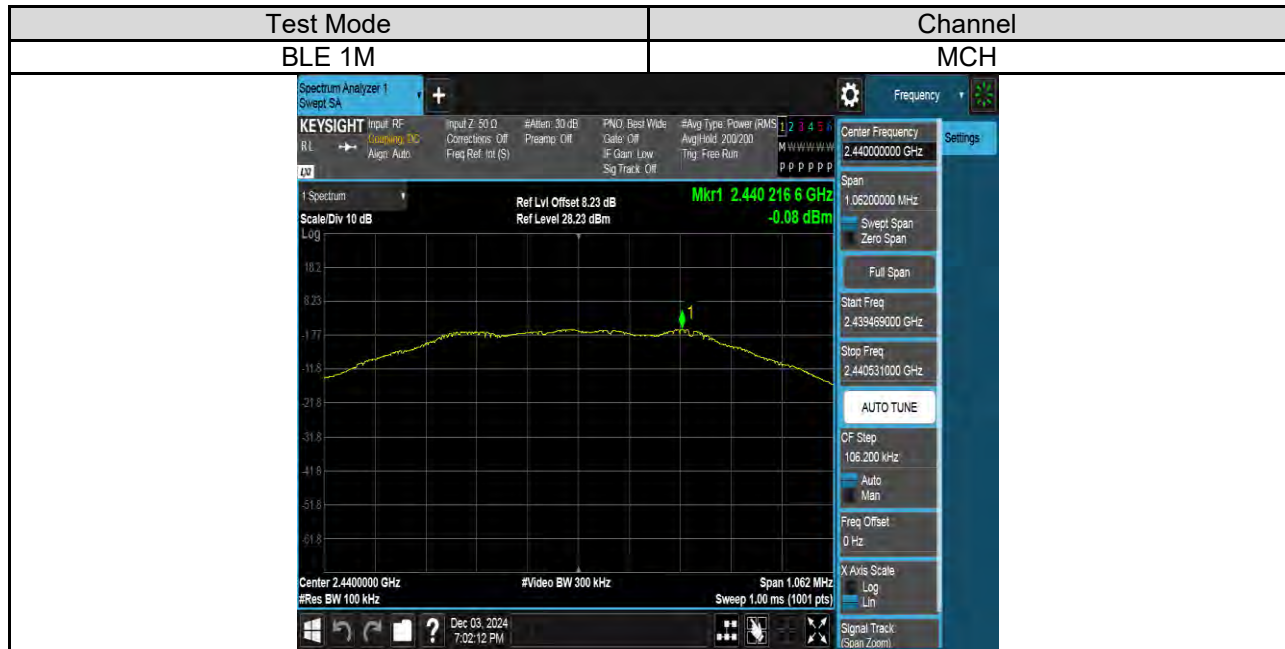 Test Mode
Channel
BLE 1M
MCH
Spectrum Analyzer 1
Swept SA
Frequency
KEYSIGHT
RL
Input: RF
Coupling: DC
Align: Auto
Input Z: 50 Ω
Corrections: Off
Freq Ref: Int (S)
#Atten: 30 dB
Preamp: Off
PNO: Best Wide
Gate: Off
IF Gain: Low
Sig Track: Off
#Avg Type: Power (RMS
Avg|Hold: 200/200
Trig: Free Run
1 2 3 4 5 6
M W W W W W
P P P P P P
Settings
1 Spectrum
Scale/Div 10 dB
Log
Ref Lvl Offset 8.23 dB
Ref Level 28.23 dBm
Mkr1 2.440 216 6 GHz
-0.08 dBm
18.2
8.23
-1.77
-11.8
-21.8
-31.8
-41.8
-51.8
-61.8
1
Center 2.4400000 GHz
#Res BW 100 kHz
#Video BW 300 kHz
Span 1.062 MHz
Sweep 1.00 ms (1001 pts)
Center Frequency
2.440000000 GHz
Span
1.06200000 MHz
Swept Span
Zero Span
Full Span
Start Freq
2.439469000 GHz
Stop Freq
2.440531000 GHz
AUTO TUNE
CF Step
106.200 kHz
Auto
Man
Freq Offset
0 Hz
X Axis Scale
Log
Lin
Signal Track
(Span Zoom)
?
Dec 03, 2024
7:02:12 PM